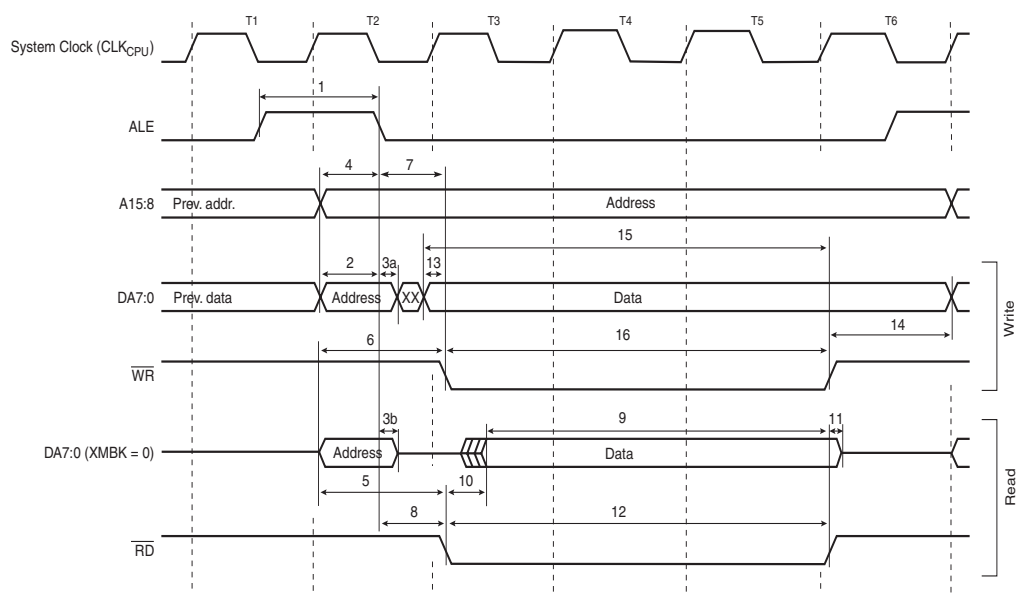 T1 T2 T3 T4 T5 T6
System Clock (CLKCPU)
1
ALE
4 7
A15:8 Prev. addr. Address
15
2 3a 13
DA7:0 Prev. data Address XX Data
14
6 16
WR
Write
3b 9 11
DA7:0 (XMBK = 0) Address Data
5 10
Read
8 12
RD